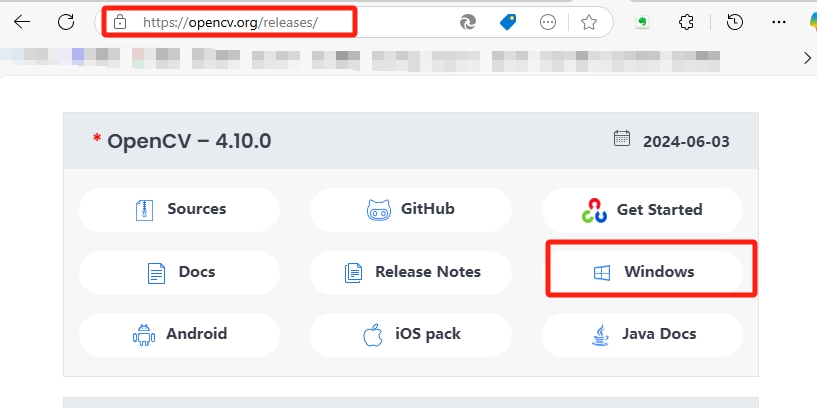 https://opencv.org/releases/
* OpenCV – 4.10.0
2024-06-03
Sources
GitHub
Get Started
Docs
Release Notes
Windows
Android
iOS pack
Java Docs